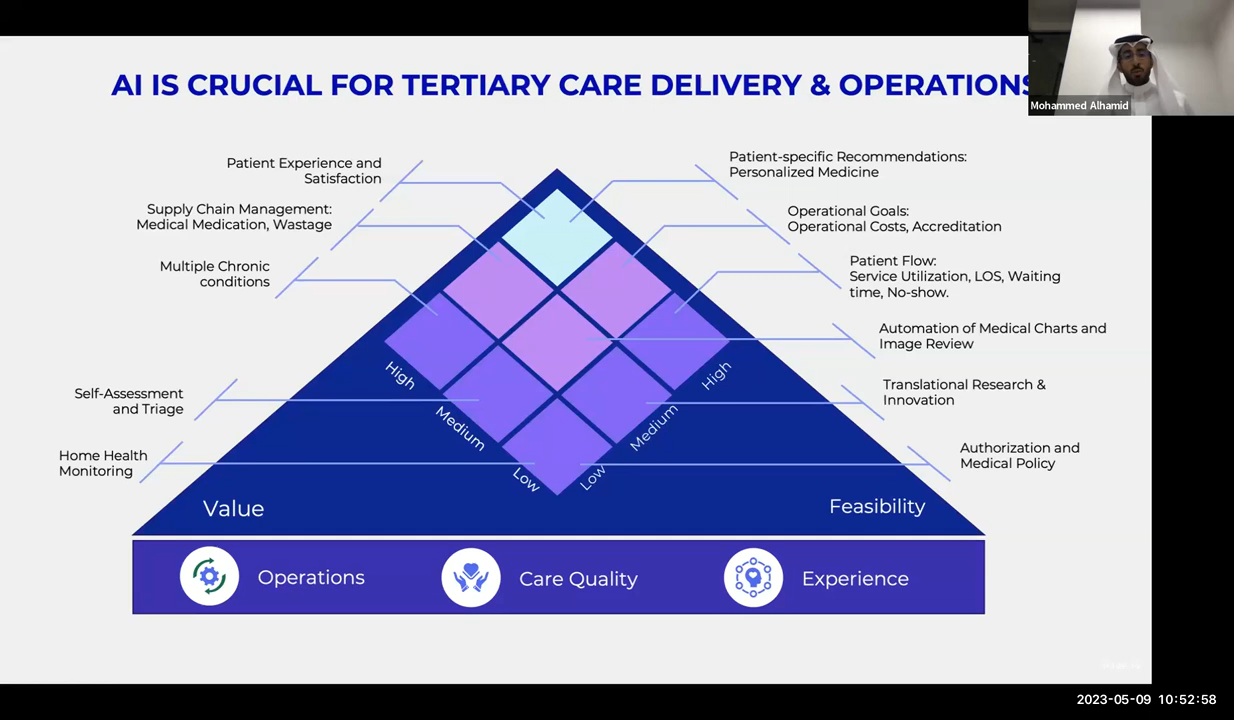 AI IS CRUCIAL FOR TERTIARY CARE DELIVERY & OPERATIONS
Mohammed Alhamid
Patient Experience and
Satisfaction
Supply Chain Management:
Medical Medication, Wastage
Multiple Chronic
conditions
Self-Assessment
and Triage
Home Health
Monitoring
Patient-specific Recommendations:
Personalized Medicine
Operational Goals:
Operational Costs, Accreditation
Patient Flow:
Service Utilization, LOS, Waiting
time, No-show.
Automation of Medical Charts and
Image Review
Translational Research &
Innovation
Authorization and
Medical Policy
High
Medium
Low
High
Medium
Low
Value
Feasibility
Operations
Care Quality
Experience
2023-05-09 10:52:58